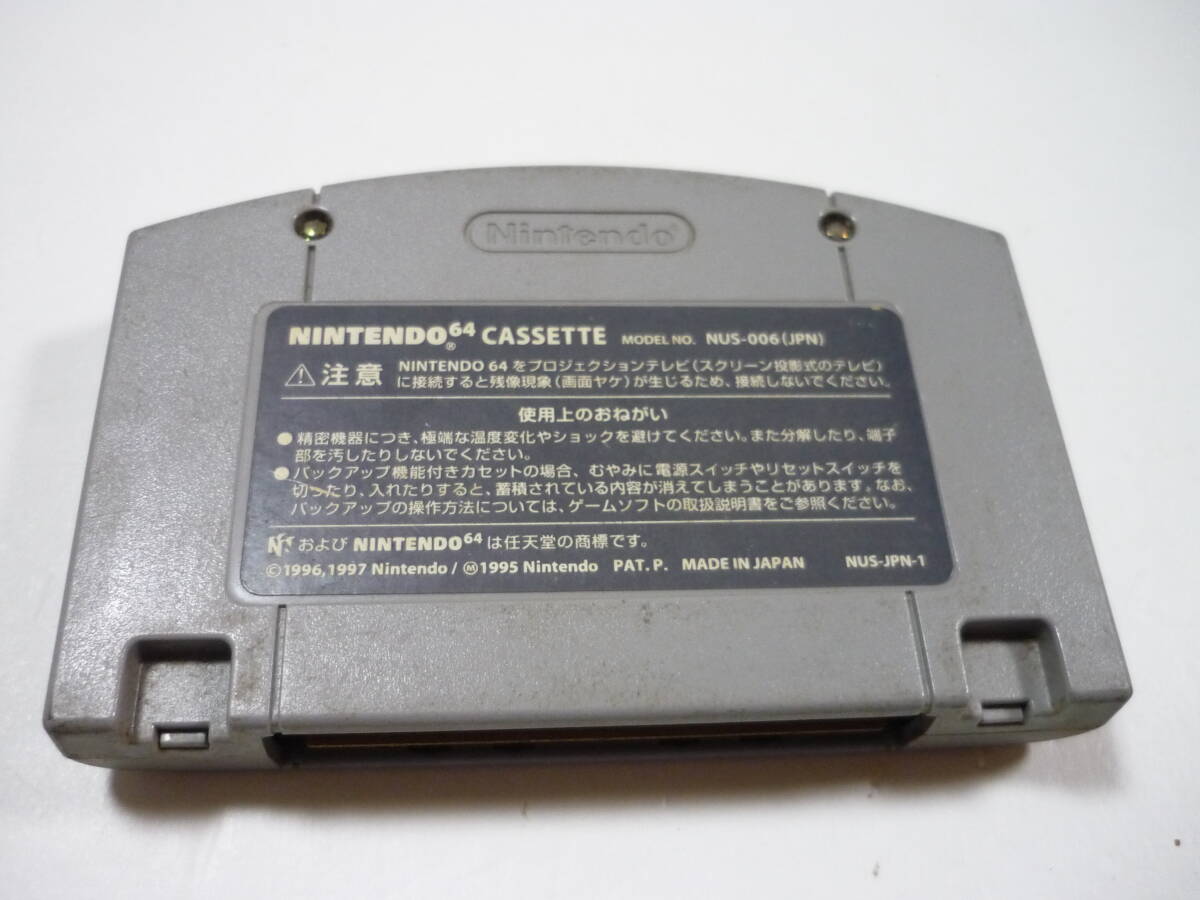 Nintendo®
NINTENDO®64 CASSETTE MODEL NO. NUS-006(JPN)
⚠注意 NINTENDO 64 をプロジェクションテレビ(スクリーン投影式のテレビ)
に接続すると残像現象(画面ヤケ)が生じるため、接続しないでください。
使用上のおねがい
●精密機器につき、極端な温度変化やショックを避けてください。また分解したり、端子
部を汚したりしないでください。
●バックアップ機能付きカセットの場合、むやみに電源スイッチやリセットスイッチを
切ったり、入れたりすると、蓄積されている内容が消えてしまうことがあります。なお、
バックアップの操作方法については、ゲームソフトの取扱説明書をご参照ください。
および NINTENDO64 は任天堂の商標です。
©1996,1997 Nintendo/Ⓜ1995 Nintendo PAT. P. MADE IN JAPAN NUS-JPN-1